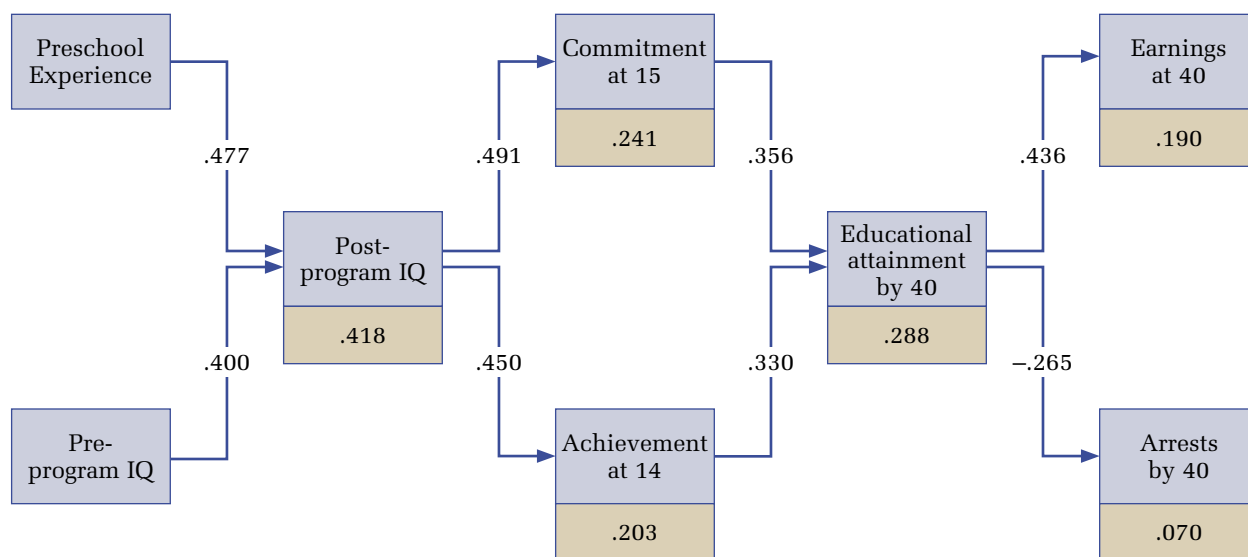 Preschool
Experience
.477
.400
Pre-
program IQ
Post-
program IQ
.418
.491
.450
Commitment
at 15
.241
Achievement
at 14
.203
.356
.330
Educational
attainment
by 40
.288
.436
–.265
Earnings
at 40
.190
Arrests
by 40
.070